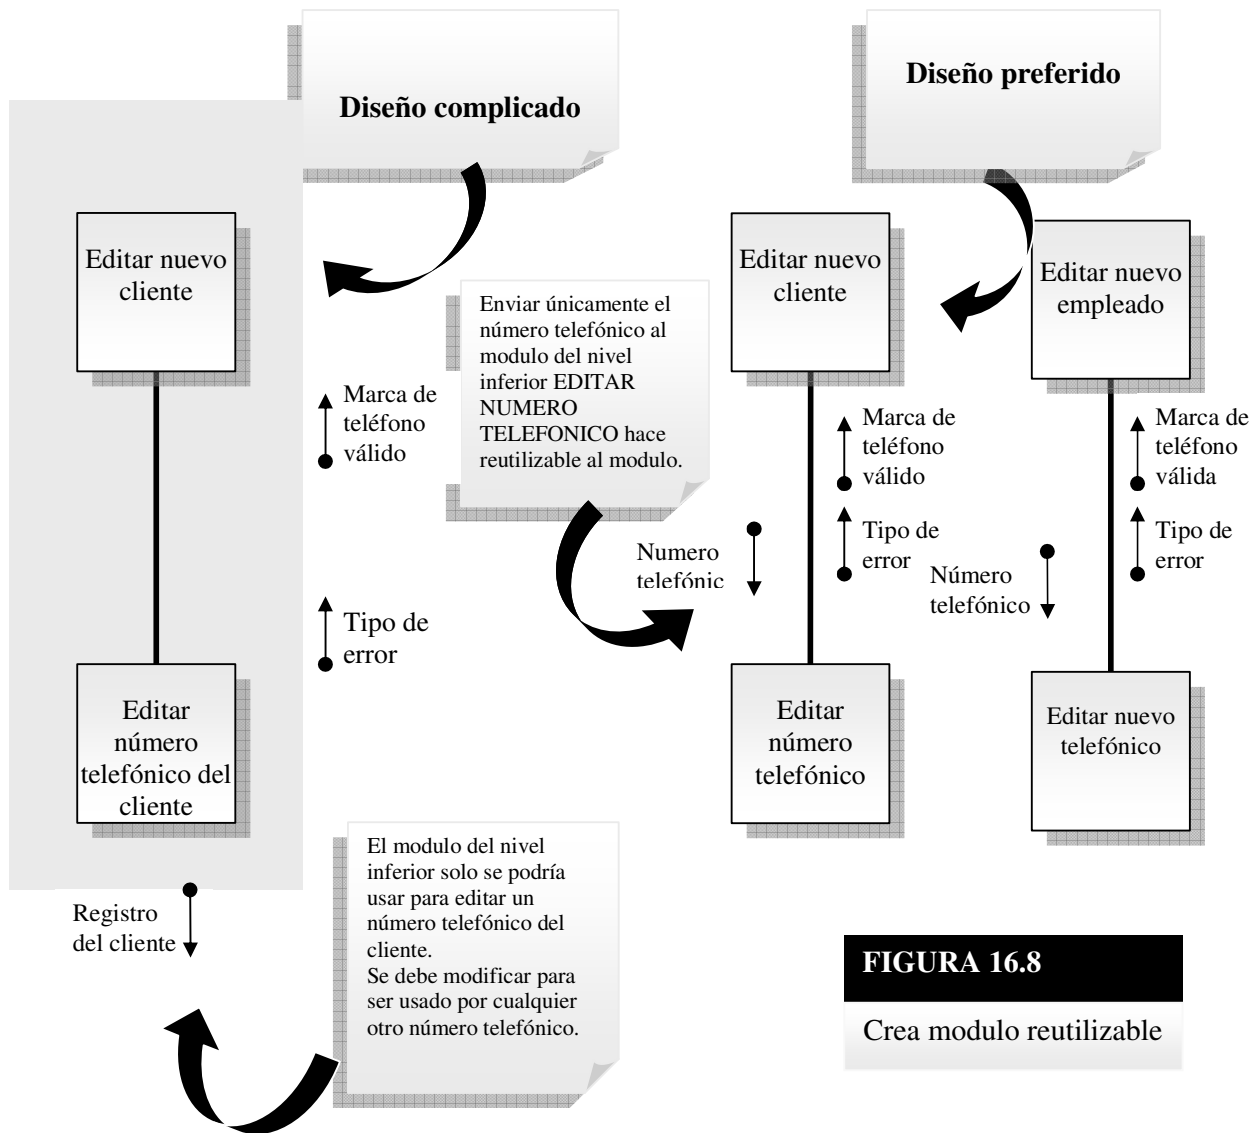 Diseño complicado
Diseño preferido
Editar nuevo
cliente
Marca de
teléfono
válido
Tipo de
error
Editar
número
telefónico del
cliente
Registro
del cliente
El modulo del nivel
inferior solo se podría
usar para editar un
número telefónico del
cliente.
Se debe modificar para
ser usado por cualquier
otro número telefónico.
Enviar únicamente el
número telefónico al
modulo del nivel
inferior EDITAR
NUMERO
TELEFONICO hace
reutilizable al modulo.
Editar nuevo
cliente
Marca de
teléfono
válido
Tipo de
error
Numero
telefónic
Editar
número
telefónico
Editar nuevo
empleado
Marca de
teléfono
válida
Tipo de
error
Número
telefónico
Editar nuevo
telefónico
FIGURA 16.8
Crea modulo reutilizable